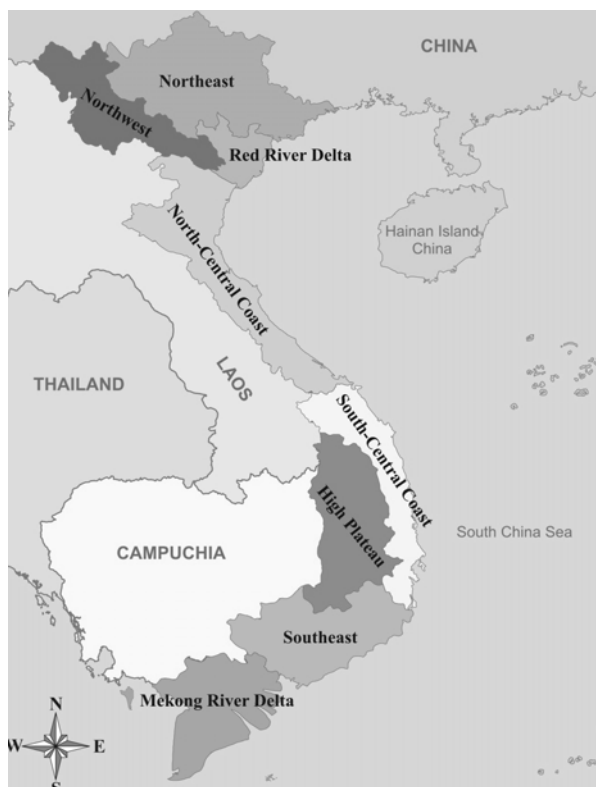 CHINA
Northeast
Northwest
Red River Delta
Hainan Island
China
North-Central Coast
LAOS
THAILAND
South-Central Coast
High Plateau
South China Sea
CAMPUCHIA
Southeast
Mekong River Delta
N
W E
S